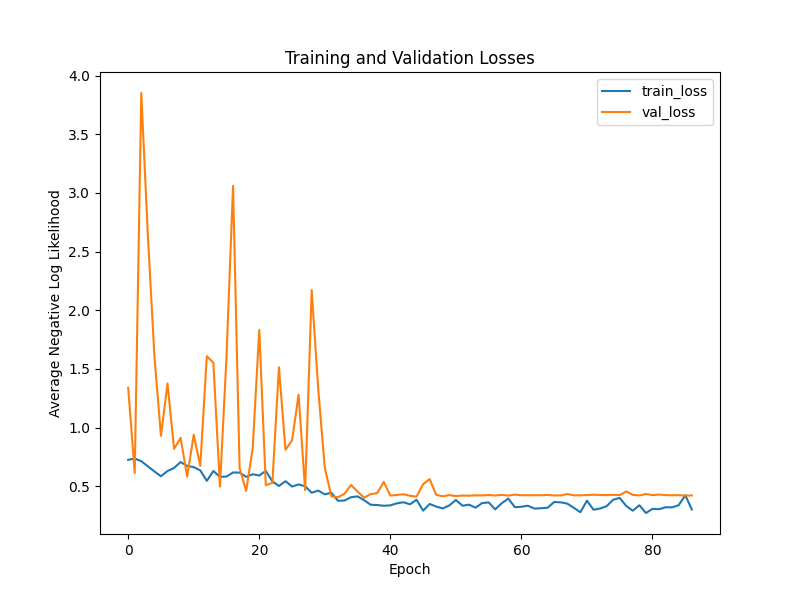 Training and Validation Losses
train_loss
val_loss
Average Negative Log Likelihood
4.0
3.5
3.0
2.5
2.0
1.5
1.0
0.5
0 20 40 60 80
Epoch